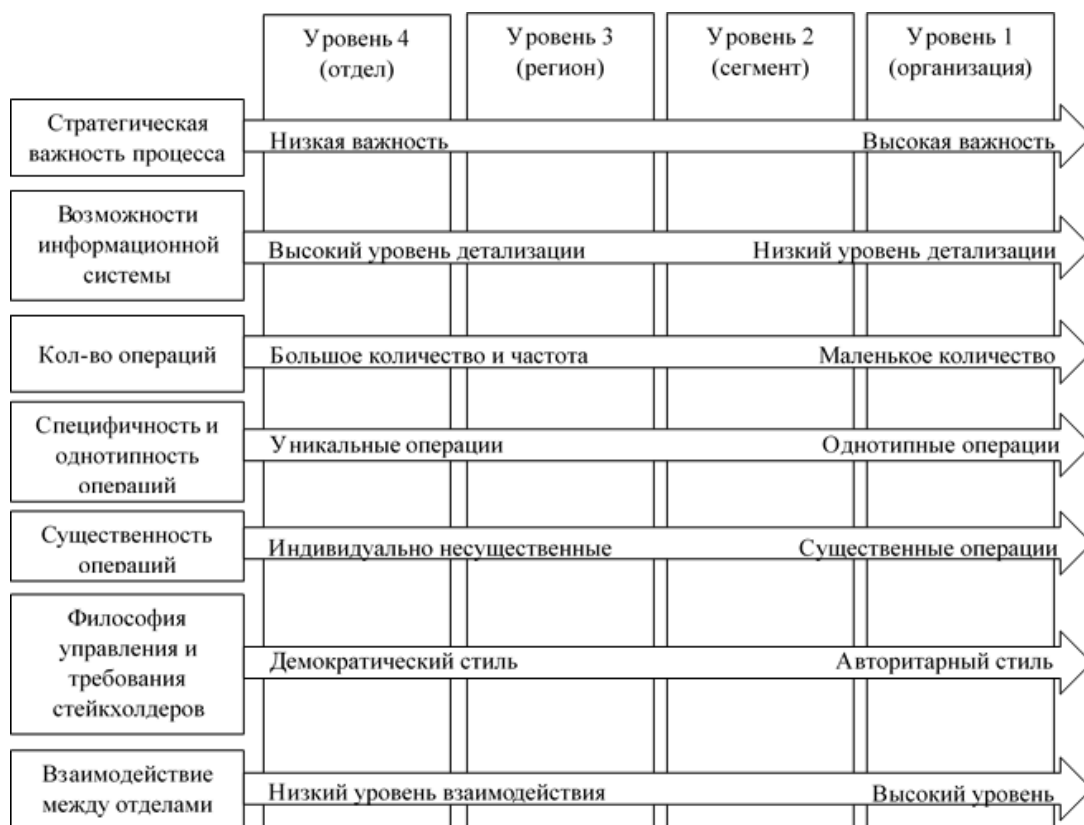 Уровень 4
(отдел)
Уровень 3
(регион)
Уровень 2
(сегмент)
Уровень 1
(организация)
Стратегическая
важность процесса
Низкая важность
Высокая важность
Возможности
информационной
системы
Высокий уровень детализации
Низкий уровень детализации
Кол-во операций
Большое количество и частота
Маленькое количество
Специфичность и
однотипность
операций
Уникальные операции
Однотипные операции
Существенность
операций
Индивидуально несущественные
Существенные операции
Философия
управления и
требования
стейкхолдеров
Демократический стиль
Авторитарный стиль
Взаимодействие
между отделами
Низкий уровень взаимодействия
Высокий уровень